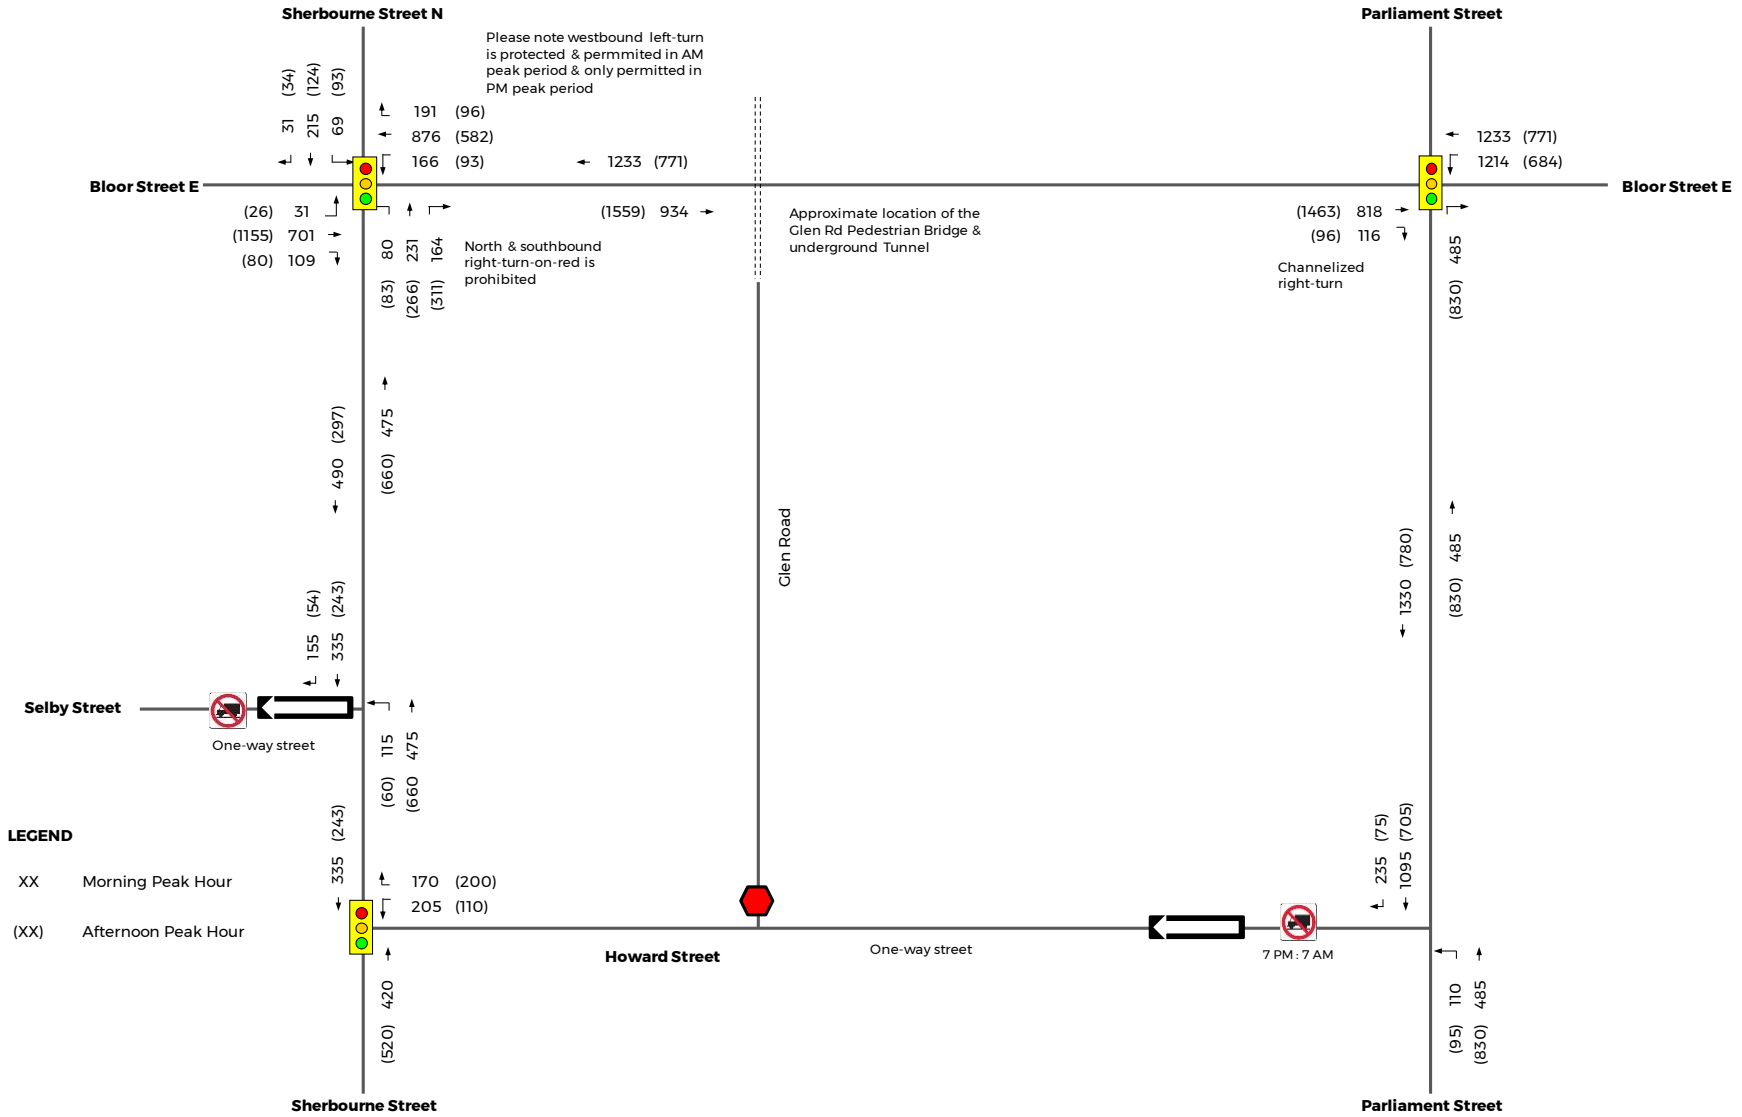 Sherbourne Street N
Parliament Street
Please note westbound left-turn
is protected & permmited in AM
peak period & only permitted in
PM peak period
(34) (124) (93)
31 215 69
191 (96)
876 (582)
166 (93)
1233 (771)
1233 (771)
1214 (684)
Bloor Street E
Bloor Street E
(26) 31
(1155) 701
(80) 109
80 231 164
(83) (266) (311)
North & southbound
right-turn-on-red is
prohibited
(1559) 934
Approximate location of the
Glen Rd Pedestrian Bridge &
underground Tunnel
(1463) 818
(96) 116
Channelized
right-turn
(830) 485
490 (297)
(660) 475
Glen Road
1330 (780)
(830) 485
155 (54)
335 (243)
Selby Street
One-way street
(60) 115
(660 475
335 (243)
LEGEND
XX Morning Peak Hour
(XX) Afternoon Peak Hour
170 (200)
205 (110)
235 (75)
1095 (705)
Howard Street
One-way street
7 PM : 7 AM
(520) 420
(95) 110
(830) 485
Sherbourne Street
Parliament Street